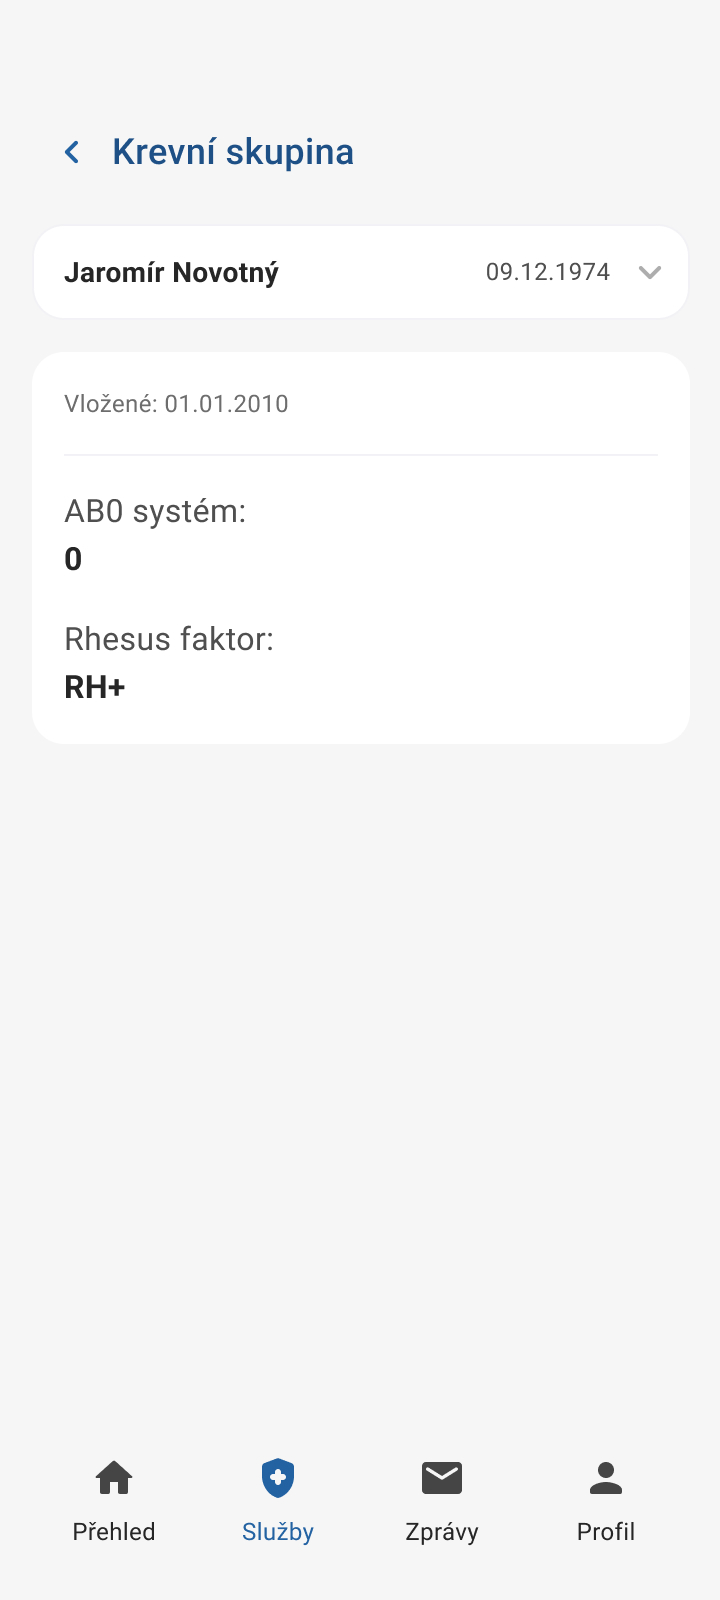 Krevní skupina
Jaromír Novotný 09.12.1974
Vložené: 01.01.2010
AB0 systém:
0
Rhesus faktor:
RH+
Přehled Služby Zprávy Profil